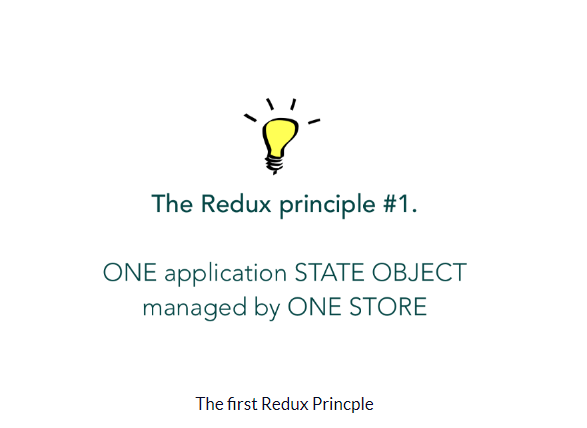 The Redux principle #1.
ONE application STATE OBJECT
managed by ONE STORE
The first Redux Princple